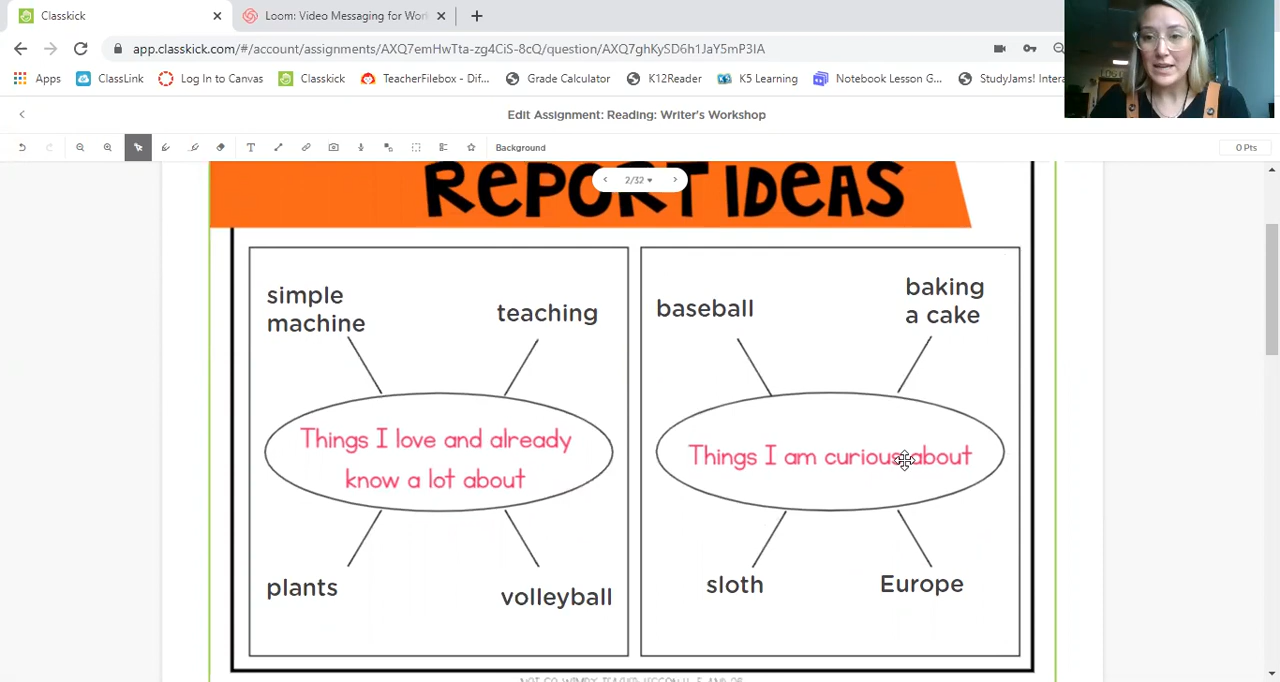 Classkick
Loom: Video Messaging for Wor
app.classkick.com/#/account/assignments/AXQ7emHwTta-zg4CiS-8cQ/question/AXQ7ghKySD6h1JaY5mP3IA
Apps ClassLink Log In to Canvas Classkick TeacherFilebox - Dif... Grade Calculator K12Reader K5 Learning Notebook Lesson G... StudyJams! Intera
Edit Assignment: Reading: Writer's Workshop
Background
0 Pts
2/32
REPORT IDEAS
simple
machine
teaching
Things I love and already
know a lot about
plants
volleyball
baseball
baking
a cake
Things I am curious about
sloth
Europe